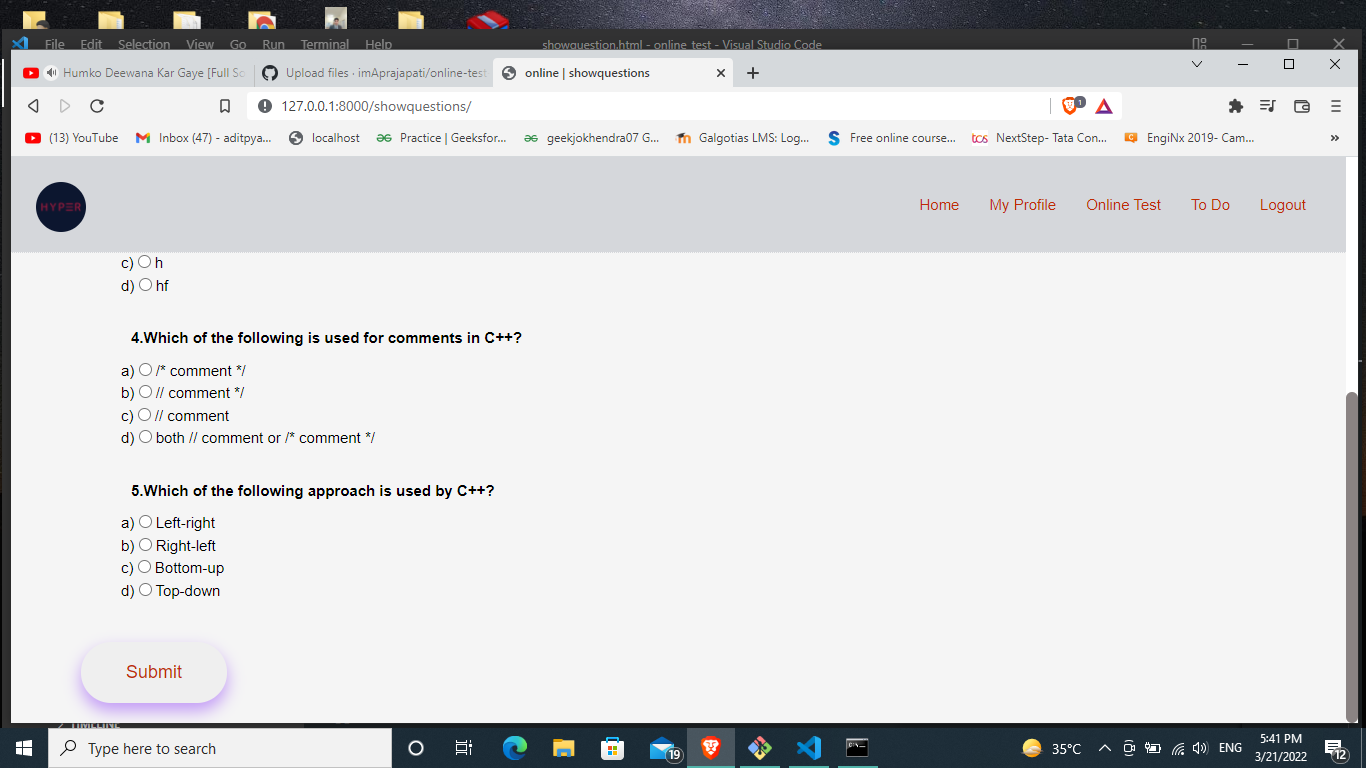 File Edit Selection View Go Run Terminal Help showquestion.html - online test - Visual Studio Code
Humko Deewana Kar Gaye [Full So
Upload files · imAprajapati/online-test
online | showquestions
127.0.0.1:8000/showquestions/
1
(13) YouTube
Inbox (47) - aditpya...
localhost
Practice | Geeksfor...
geekjokhendra07 G...
Galgotias LMS: Log...
Free online course...
tcs NextStep- Tata Con...
EngiNx 2019- Cam...
»
HYPER
Home My Profile Online Test To Do Logout
c) h
d) hf
4.Which of the following is used for comments in C++?
a) /* comment */
b) // comment */
c) // comment
d) both // comment or /* comment */
5.Which of the following approach is used by C++?
a) Left-right
b) Right-left
c) Bottom-up
d) Top-down
Submit
TIMELINE
Type here to search
19
35°C
ENG
5:41 PM
3/21/2022
12